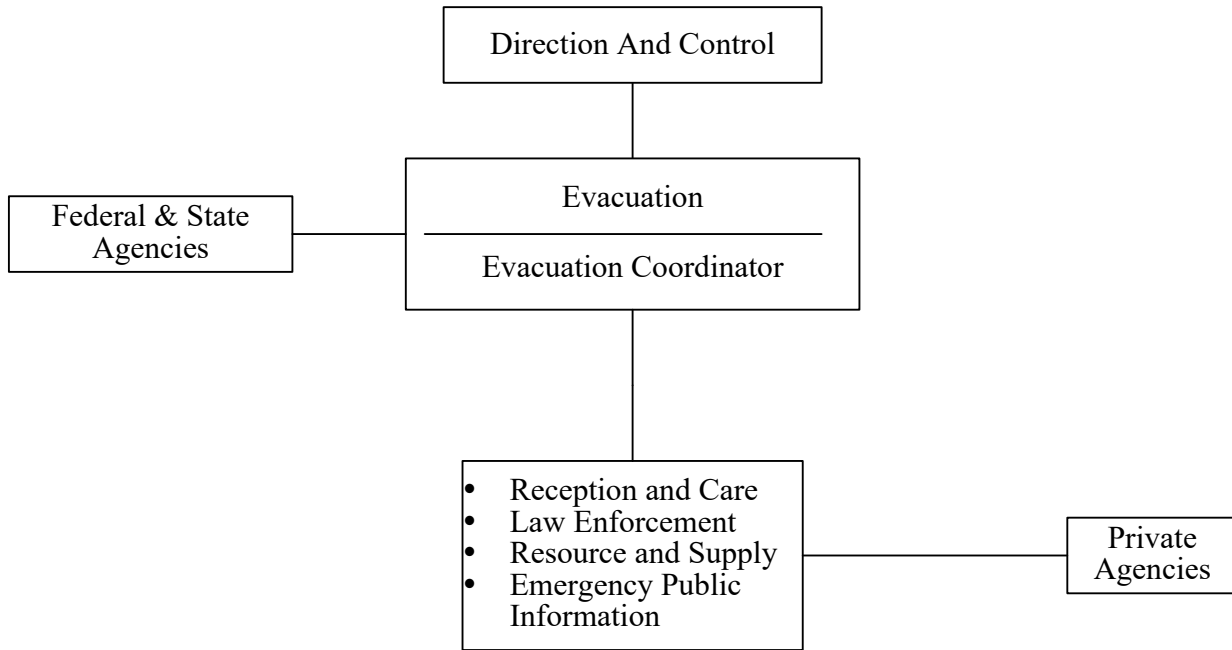 Direction And Control
Evacuation
Federal & State
Agencies
Evacuation Coordinator
• Reception and Care
• Law Enforcement
• Resource and Supply
• Emergency Public
Information
Private
Agencies